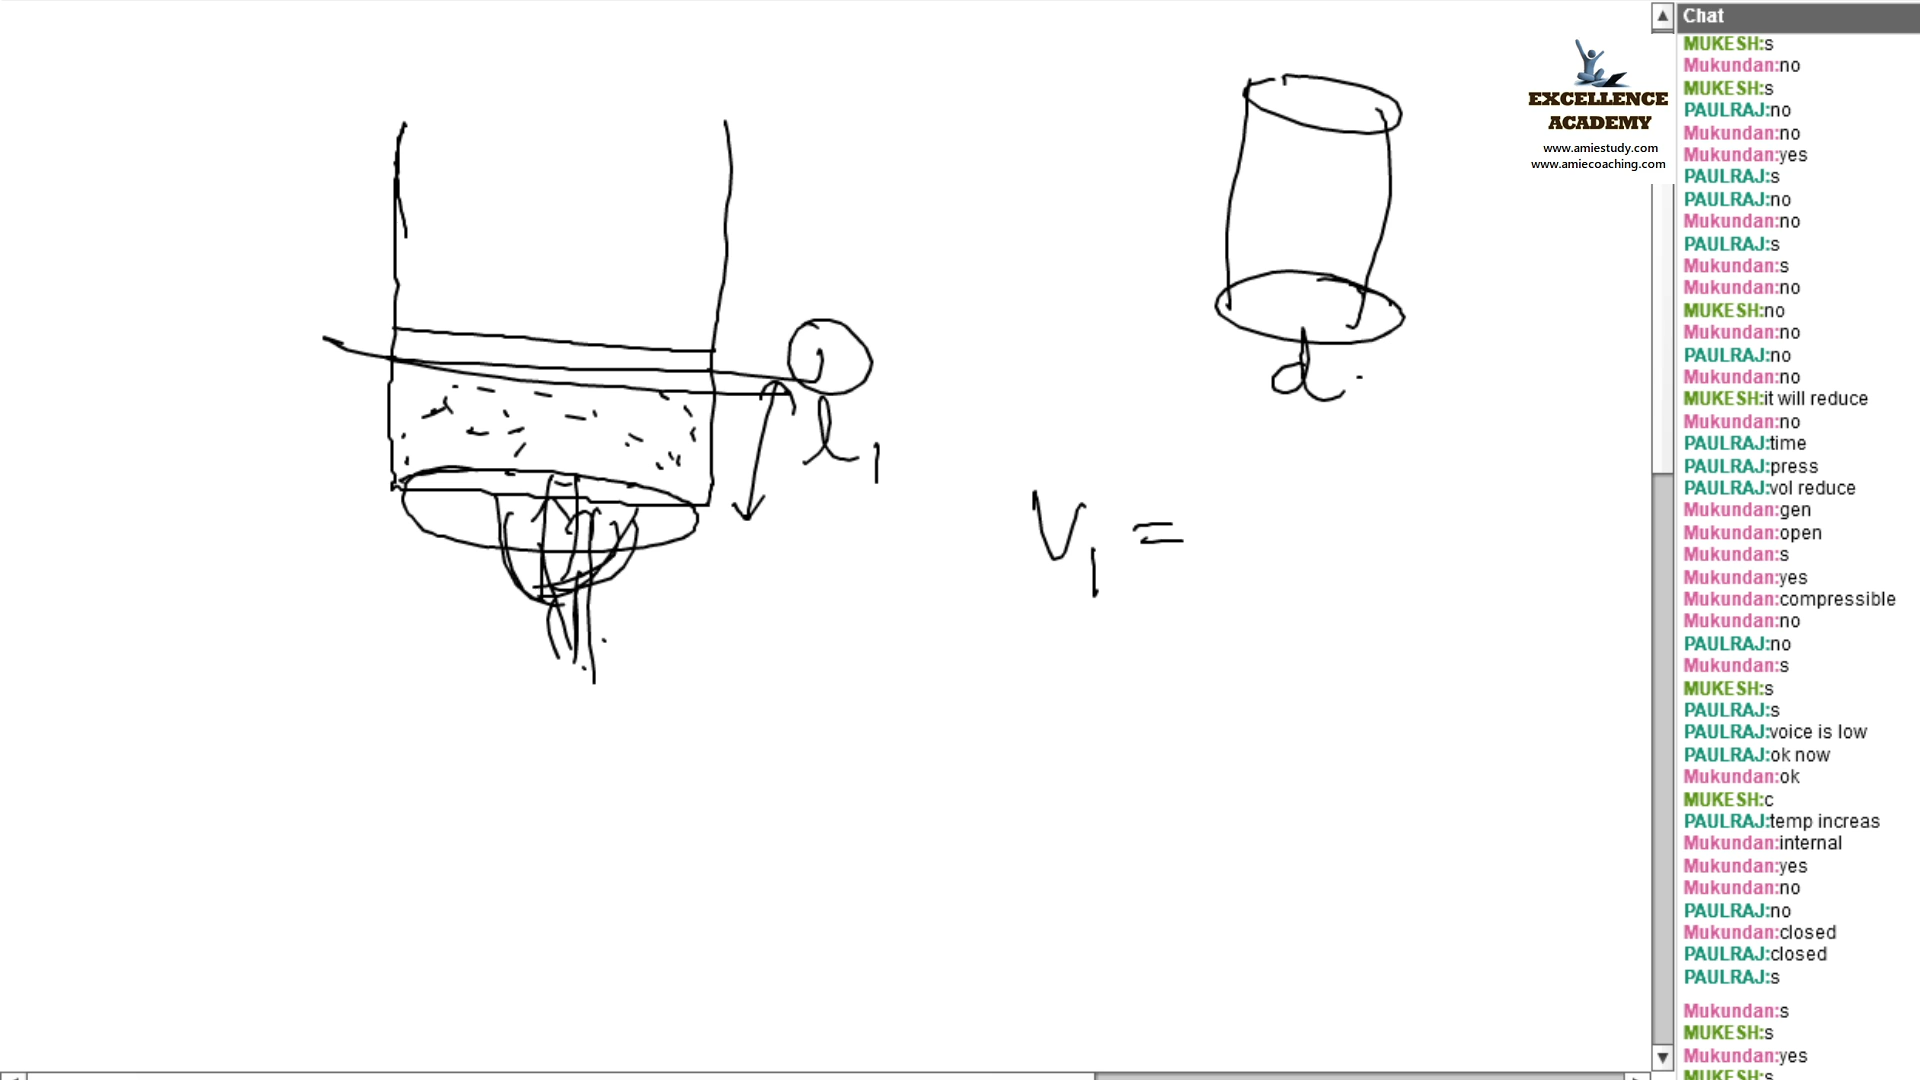 Chat
EXCELLENCE
ACADEMY
www.amiestudy.com
www.amiecoaching.com
1
l1
d
V1 =
MUKESH:s
Mukundan:no
MUKESH:s
PAULRAJ:no
Mukundan:no
Mukundan:yes
PAULRAJ:s
PAULRAJ:no
Mukundan:no
PAULRAJ:s
Mukundan:s
Mukundan:no
MUKESH:no
Mukundan:no
PAULRAJ:no
Mukundan:no
MUKESH:it will reduce
Mukundan:no
PAULRAJ:time
PAULRAJ:press
PAULRAJ:vol reduce
Mukundan:gen
Mukundan:open
Mukundan:s
Mukundan:yes
Mukundan:compressible
Mukundan:no
PAULRAJ:no
Mukundan:s
MUKESH:s
PAULRAJ:s
PAULRAJ:voice is low
PAULRAJ:ok now
Mukundan:ok
MUKESH:c
PAULRAJ:temp increas
Mukundan:internal
Mukundan:yes
Mukundan:no
PAULRAJ:no
Mukundan:closed
PAULRAJ:closed
PAULRAJ:s
Mukundan:s
MUKESH:s
Mukundan:yes
MUKESH:s